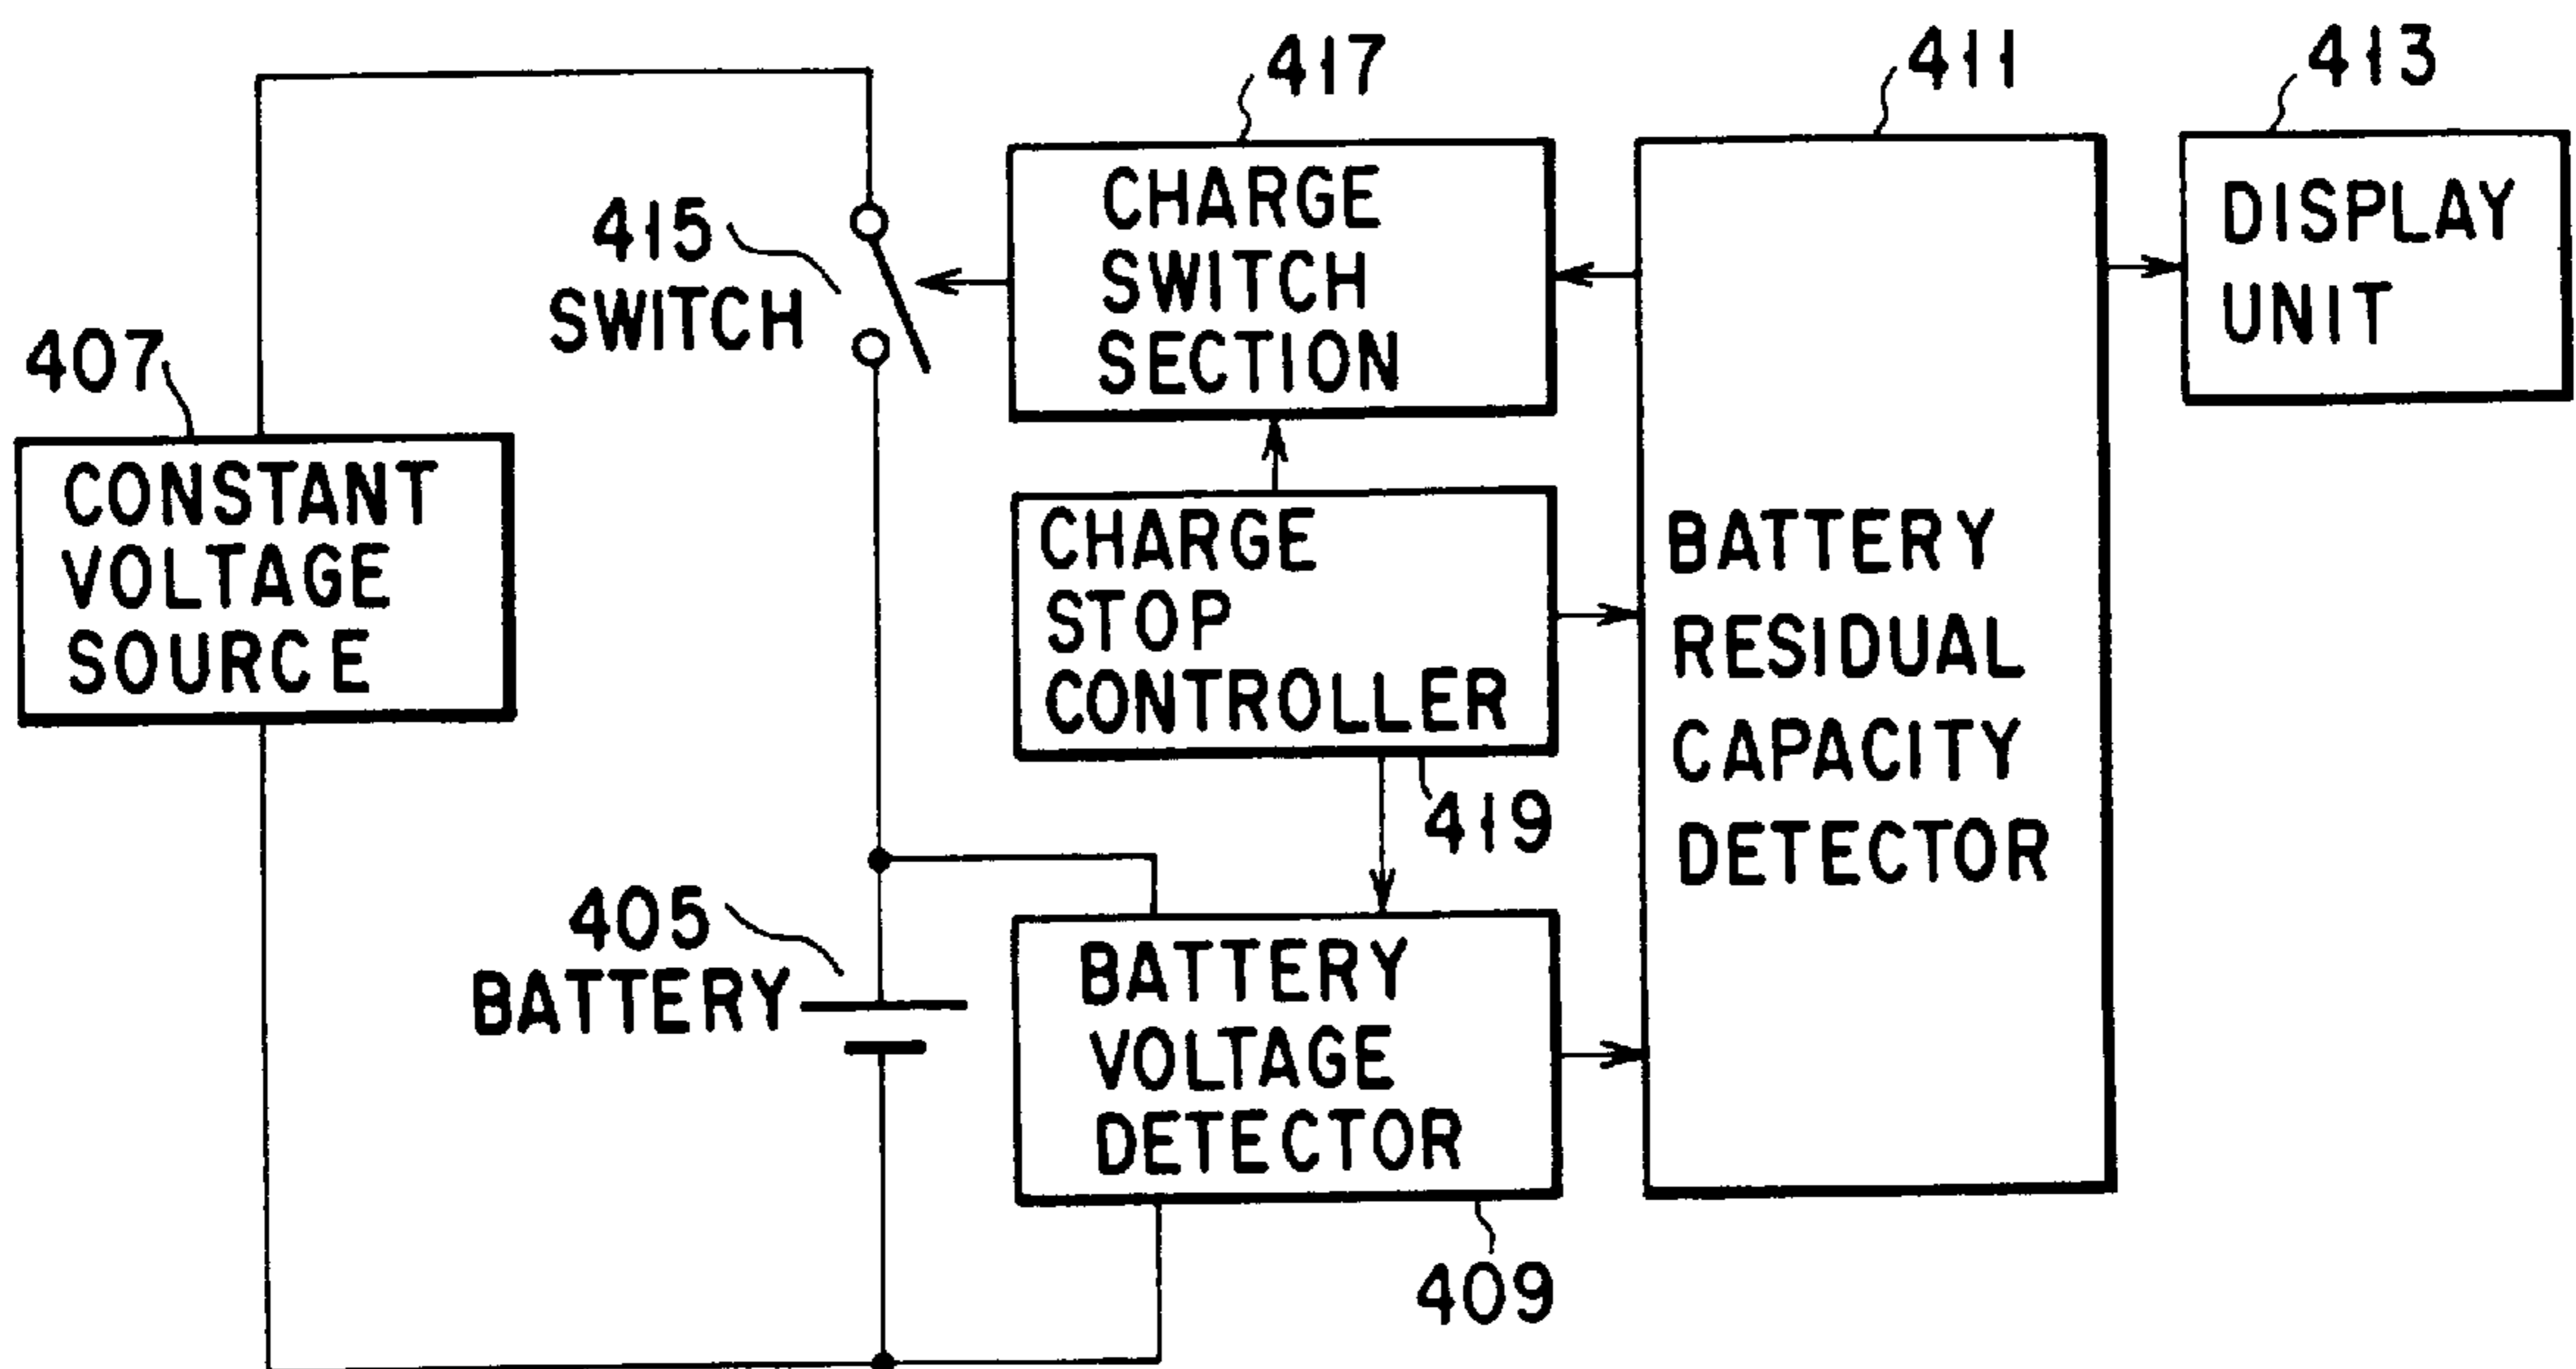 417
411
413
415
SWITCH
CHARGE
SWITCH
SECTION
DISPLAY
UNIT
407
CONSTANT
VOLTAGE
SOURCE
CHARGE
STOP
CONTROLLER
419
BATTERY
RESIDUAL
CAPACITY
DETECTOR
405
BATTERY
BATTERY
VOLTAGE
DETECTOR
409